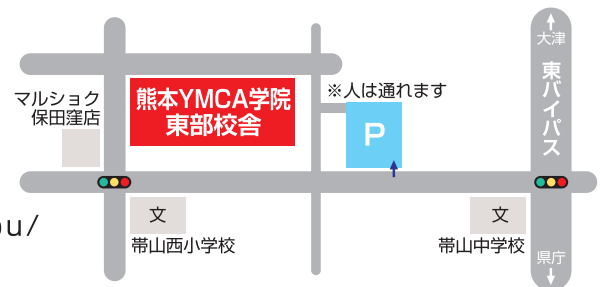 大津
東バイパス
マルショク
保田窪店
熊本YMCA学院
東部校舎
※人は通れます
P
文
帯山西小学校
文
帯山中学校
県庁
ou/